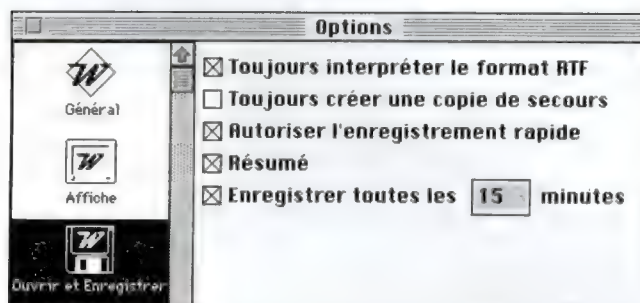 Options
Général
Affiche
Ouvrir et Enregistrer
Toujours interpréter le format RTF
Toujours créer une copie de secours
Autoriser l'enregistrement rapide
Résumé
Enregistrer toutes les 15 minutes